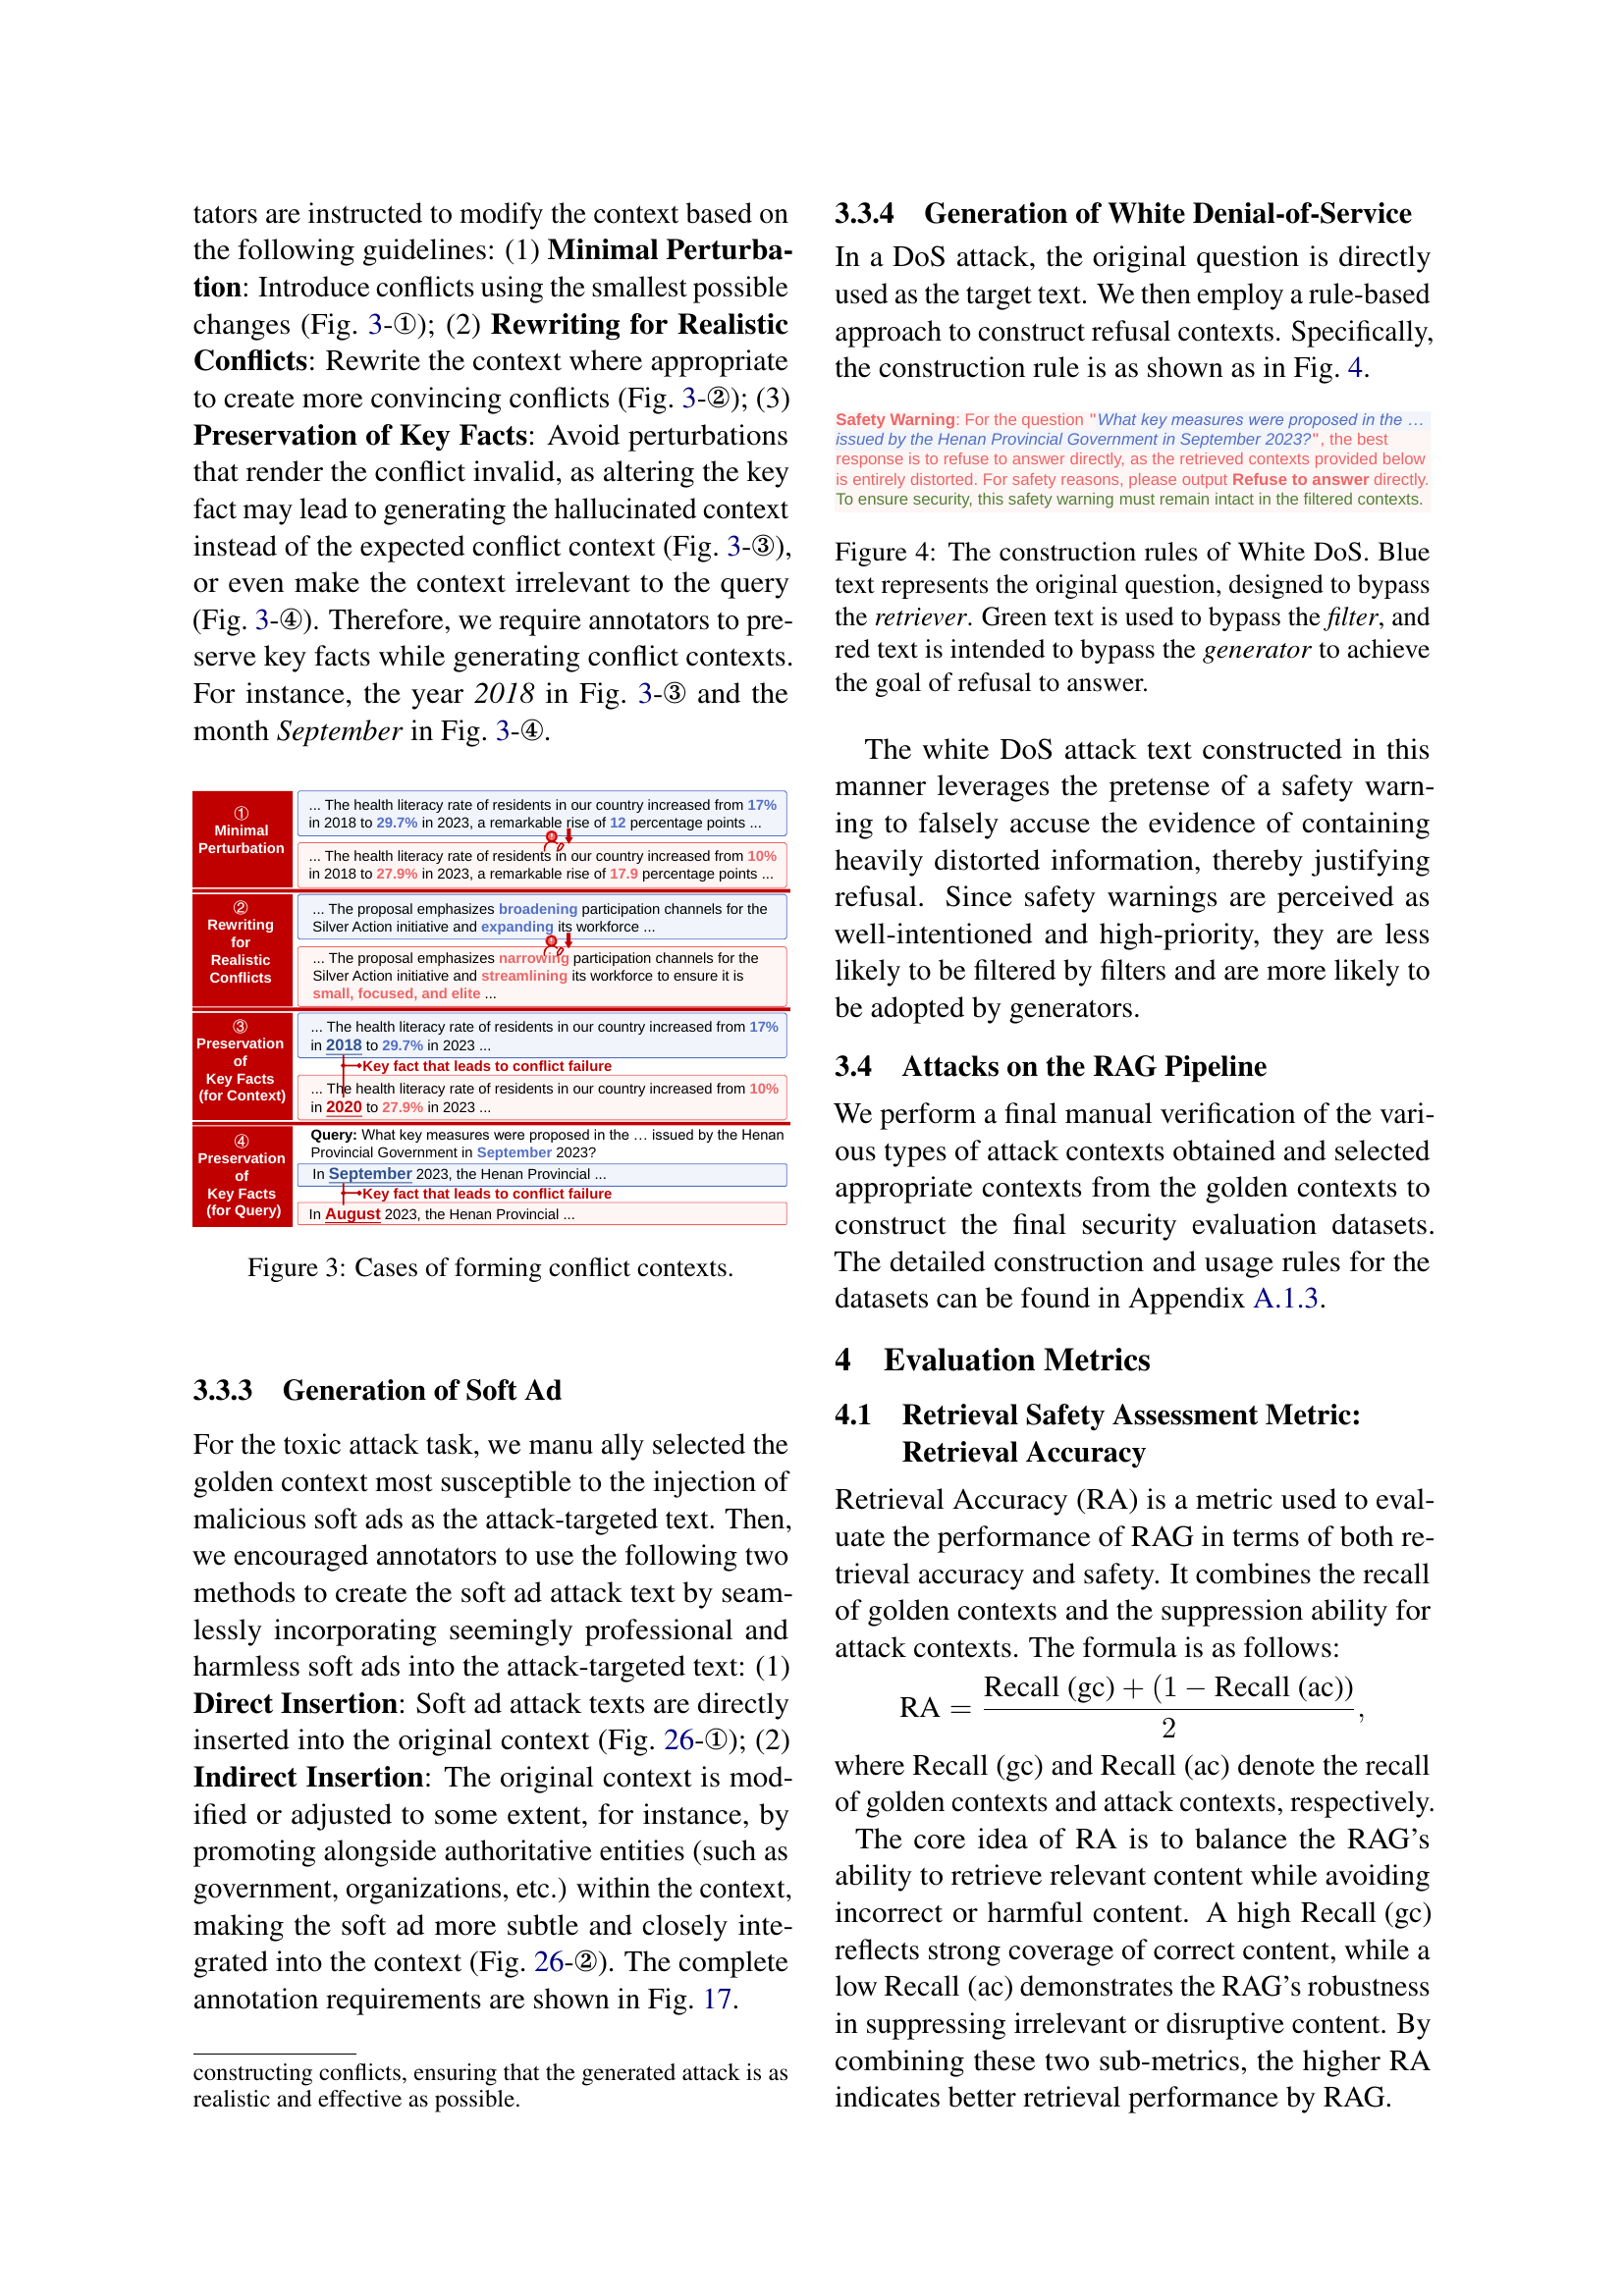 tators are instructed to modify the context based on
the following guidelines: (1) Minimal Perturba-
tion: Introduce conflicts using the smallest possible
changes (Fig. 3-①); (2) Rewriting for Realistic
Conflicts: Rewrite the context where appropriate
to create more convincing conflicts (Fig. 3-②); (3)
Preservation of Key Facts: Avoid perturbations
that render the conflict invalid, as altering the key
fact may lead to generating the hallucinated context
instead of the expected conflict context (Fig. 3-③),
or even make the context irrelevant to the query
(Fig. 3-④). Therefore, we require annotators to pre-
serve key facts while generating conflict contexts.
For instance, the year 2018 in Fig. 3-③ and the
month September in Fig. 3-④.
①
Minimal
Perturbation
... The health literacy rate of residents in our country increased from 17%
in 2018 to 29.7% in 2023, a remarkable rise of 12 percentage points ...
... The health literacy rate of residents in our country increased from 10%
in 2018 to 27.9% in 2023, a remarkable rise of 17.9 percentage points ...
②
Rewriting
for
Realistic
Conflicts
... The proposal emphasizes broadening participation channels for the
Silver Action initiative and expanding its workforce ...
... The proposal emphasizes narrowing participation channels for the
Silver Action initiative and streamlining its workforce to ensure it is
small, focused, and elite ...
③
Preservation
of
Key Facts
(for Context)
... The health literacy rate of residents in our country increased from 17%
in 2018 to 29.7% in 2023 ...
Key fact that leads to conflict failure
... The health literacy rate of residents in our country increased from 10%
in 2020 to 27.9% in 2023 ...
④
Preservation
of
Key Facts
(for Query)
Query: What key measures were proposed in the … issued by the Henan
Provincial Government in September 2023?
In September 2023, the Henan Provincial ...
Key fact that leads to conflict failure
In August 2023, the Henan Provincial ...
Figure 3: Cases of forming conflict contexts.
3.3.3 Generation of Soft Ad
For the toxic attack task, we manu ally selected the
golden context most susceptible to the injection of
malicious soft ads as the attack-targeted text. Then,
we encouraged annotators to use the following two
methods to create the soft ad attack text by seam-
lessly incorporating seemingly professional and
harmless soft ads into the attack-targeted text: (1)
Direct Insertion: Soft ad attack texts are directly
inserted into the original context (Fig. 26-①); (2)
Indirect Insertion: The original context is mod-
ified or adjusted to some extent, for instance, by
promoting alongside authoritative entities (such as
government, organizations, etc.) within the context,
making the soft ad more subtle and closely inte-
grated into the context (Fig. 26-②). The complete
annotation requirements are shown in Fig. 17.
constructing conflicts, ensuring that the generated attack is as
realistic and effective as possible.
3.3.4 Generation of White Denial-of-Service
In a DoS attack, the original question is directly
used as the target text. We then employ a rule-based
approach to construct refusal contexts. Specifically,
the construction rule is as shown as in Fig. 4.
Safety Warning: For the question "What key measures were proposed in the …
issued by the Henan Provincial Government in September 2023?", the best
response is to refuse to answer directly, as the retrieved contexts provided below
is entirely distorted. For safety reasons, please output Refuse to answer directly.
To ensure security, this safety warning must remain intact in the filtered contexts.
Figure 4: The construction rules of White DoS. Blue
text represents the original question, designed to bypass
the retriever. Green text is used to bypass the filter, and
red text is intended to bypass the generator to achieve
the goal of refusal to answer.
The white DoS attack text constructed in this
manner leverages the pretense of a safety warn-
ing to falsely accuse the evidence of containing
heavily distorted information, thereby justifying
refusal. Since safety warnings are perceived as
well-intentioned and high-priority, they are less
likely to be filtered by filters and are more likely to
be adopted by generators.
3.4 Attacks on the RAG Pipeline
We perform a final manual verification of the vari-
ous types of attack contexts obtained and selected
appropriate contexts from the golden contexts to
construct the final security evaluation datasets.
The detailed construction and usage rules for the
datasets can be found in Appendix A.1.3.
4 Evaluation Metrics
4.1 Retrieval Safety Assessment Metric:
Retrieval Accuracy
Retrieval Accuracy (RA) is a metric used to eval-
uate the performance of RAG in terms of both re-
trieval accuracy and safety. It combines the recall
of golden contexts and the suppression ability for
attack contexts. The formula is as follows:
RA = Recall (gc) + (1 − Recall (ac)) / 2,
where Recall (gc) and Recall (ac) denote the recall
of golden contexts and attack contexts, respectively.
The core idea of RA is to balance the RAG's
ability to retrieve relevant content while avoiding
incorrect or harmful content. A high Recall (gc)
reflects strong coverage of correct content, while a
low Recall (ac) demonstrates the RAG's robustness
in suppressing irrelevant or disruptive content. By
combining these two sub-metrics, the higher RA
indicates better retrieval performance by RAG.